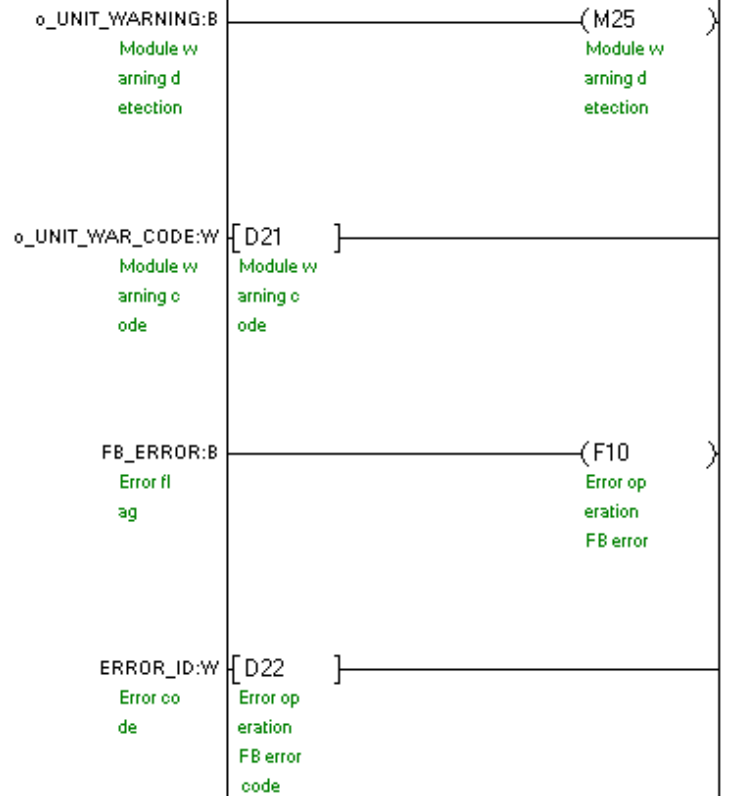 o_UNIT_WARNING:B (M25 )
Module w Module w
arning d arning d
etection etection
o_UNIT_WAR_CODE:W [ D21 ]
Module w Module w
arning c arning c
ode ode
FB_ERROR:B (F10 )
Error fl Error op
ag eration
FB error
ERROR_ID:W [ D22 ]
Error co Error op
de eration
FB error
code